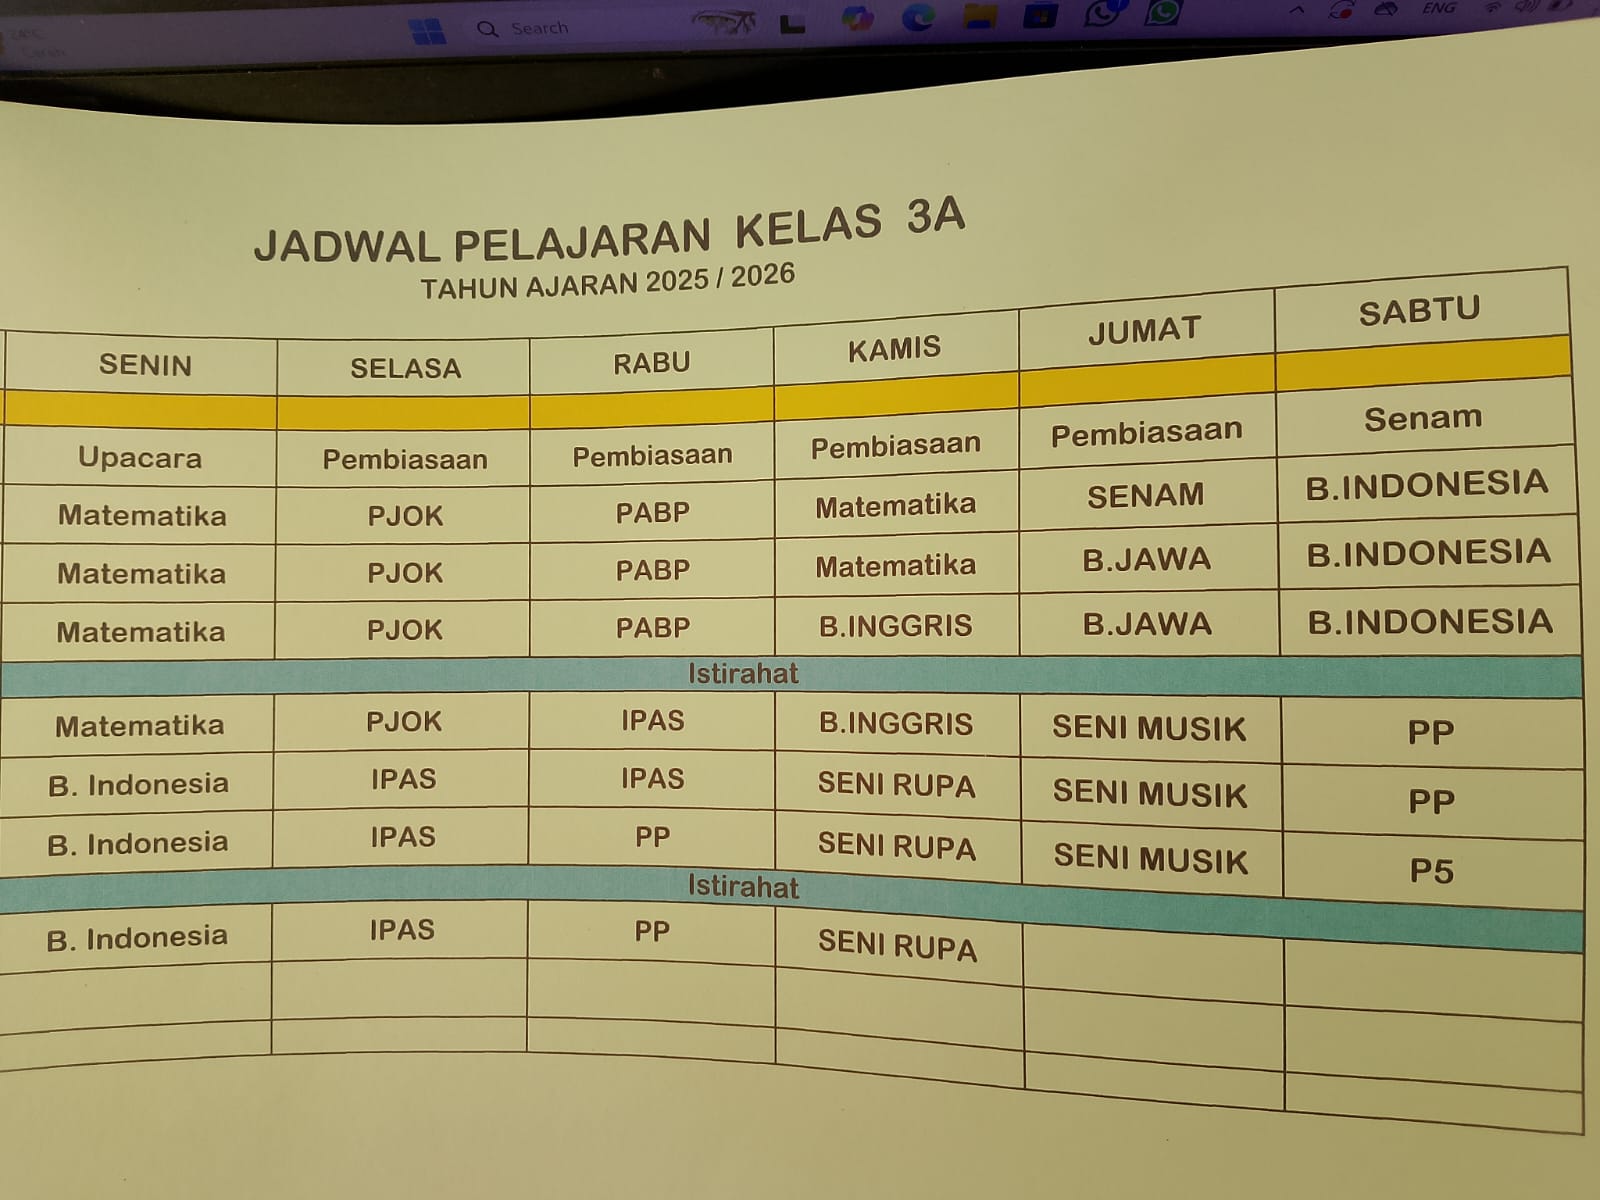 Search
ENG
JADWAL PELAJARAN KELAS 3A
TAHUN AJARAN 2025 / 2026
SENIN SELASA RABU KAMIS JUMAT SABTU
Upacara Pembiasaan Pembiasaan Pembiasaan Pembiasaan Senam
Matematika PJOK PABP Matematika SENAM B.INDONESIA
Matematika PJOK PABP Matematika B.JAWA B.INDONESIA
Matematika PJOK PABP B.INGGRIS B.JAWA B.INDONESIA
Istirahat
Matematika PJOK IPAS B.INGGRIS SENI MUSIK PP
B. Indonesia IPAS IPAS SENI RUPA SENI MUSIK PP
B. Indonesia IPAS PP SENI RUPA SENI MUSIK P5
Istirahat
B. Indonesia IPAS PP SENI RUPA